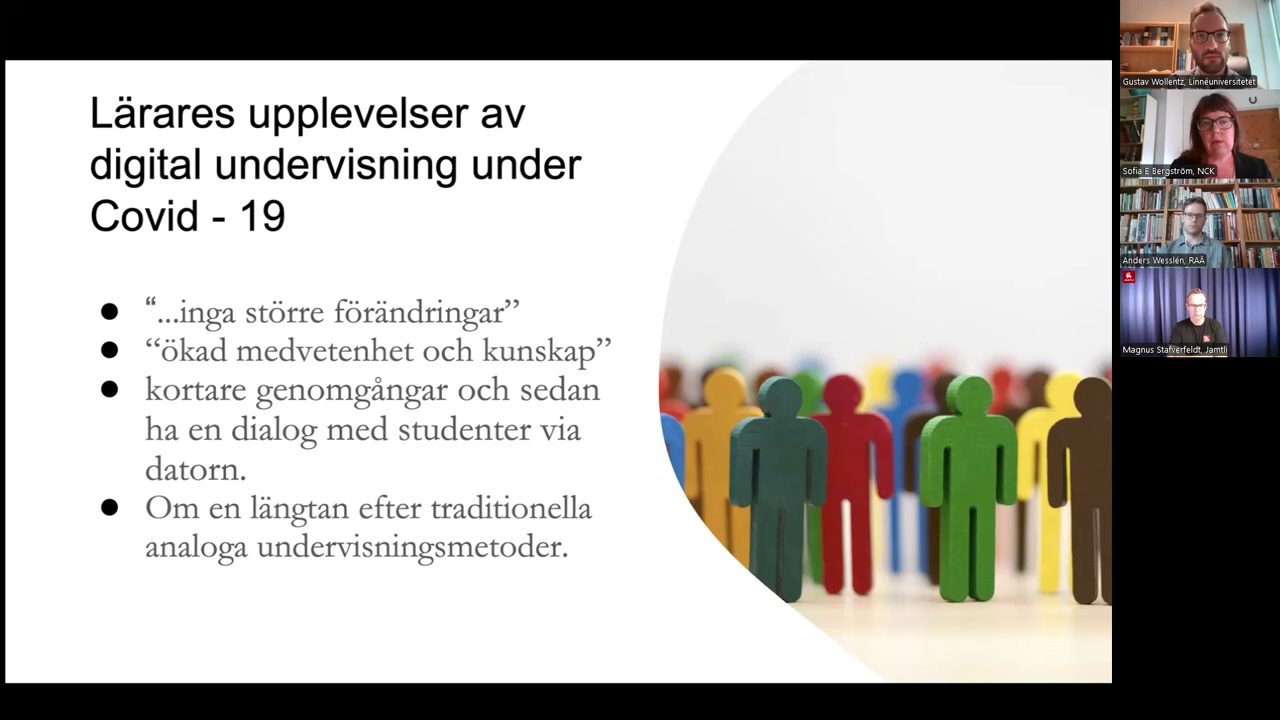 Lärares upplevelser av
digital undervisning under
Covid - 19
● “...inga större förändringar”
● “ökad medvetenhet och kunskap”
● kortare genomgångar och sedan
ha en dialog med studenter via
datorn.
● Om en längtan efter traditionella
analoga undervisningsmetoder.
Gustav Wollentz, Linnéuniversitetet
Sofia E Bergström, NCK
Anders Wesslén, RAÄ
Magnus Stafverfeldt, Jamtli